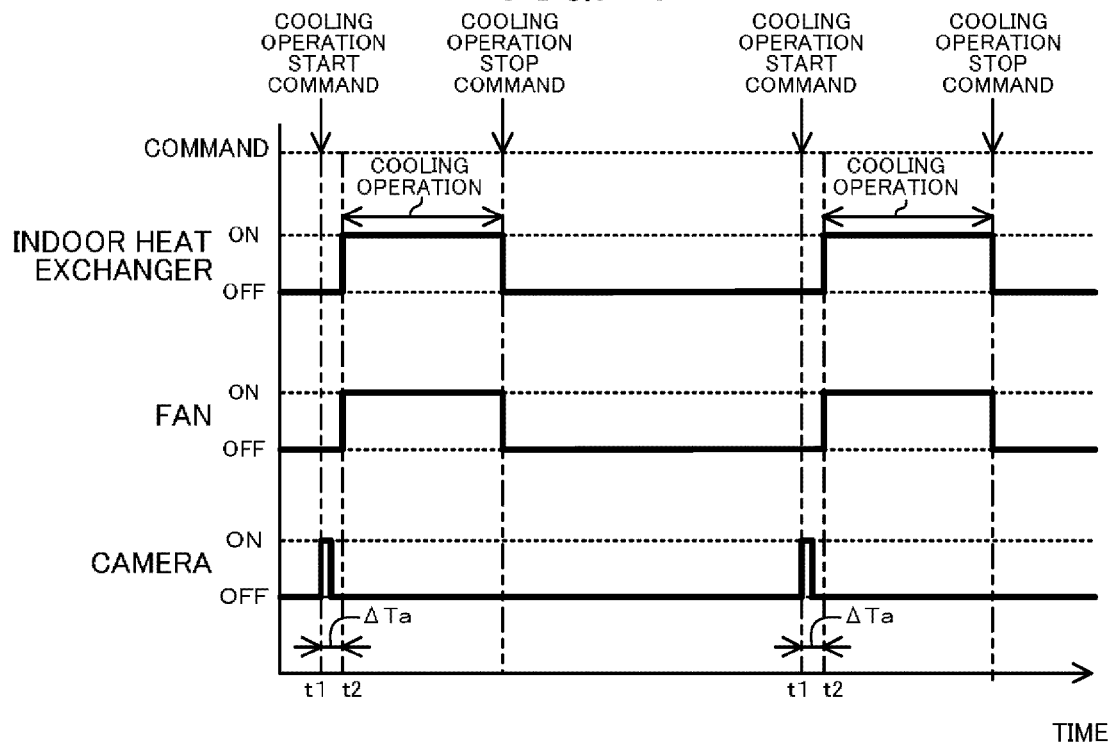 COOLING
OPERATION
START
COMMAND
COOLING
OPERATION
STOP
COMMAND
COOLING
OPERATION
START
COMMAND
COOLING
OPERATION
STOP
COMMAND
COMMAND
COOLING
OPERATION
COOLING
OPERATION
INDOOR HEAT
EXCHANGER
ON
OFF
FAN
ON
OFF
CAMERA
ON
OFF
ΔTa
ΔTa
t1 t2
t1 t2
TIME